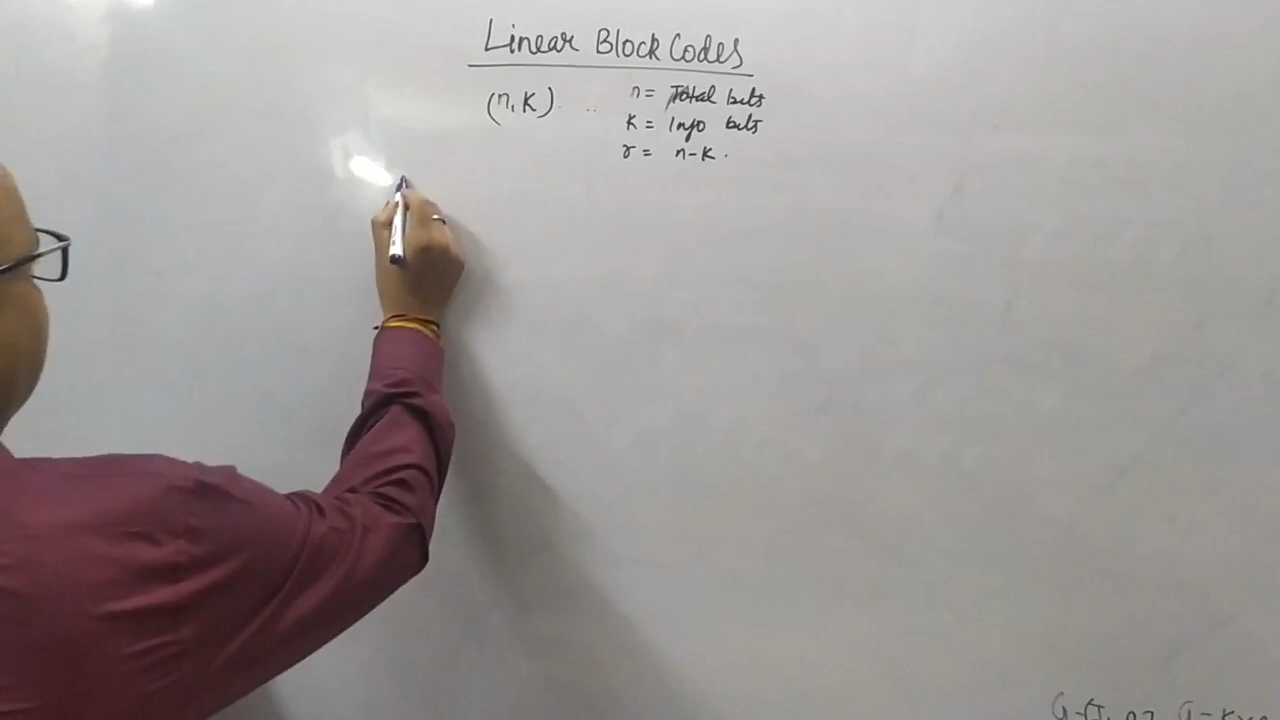 Linear Block Codes
(n, K) .. n = Total bits
K = Info bits
r = n-K.